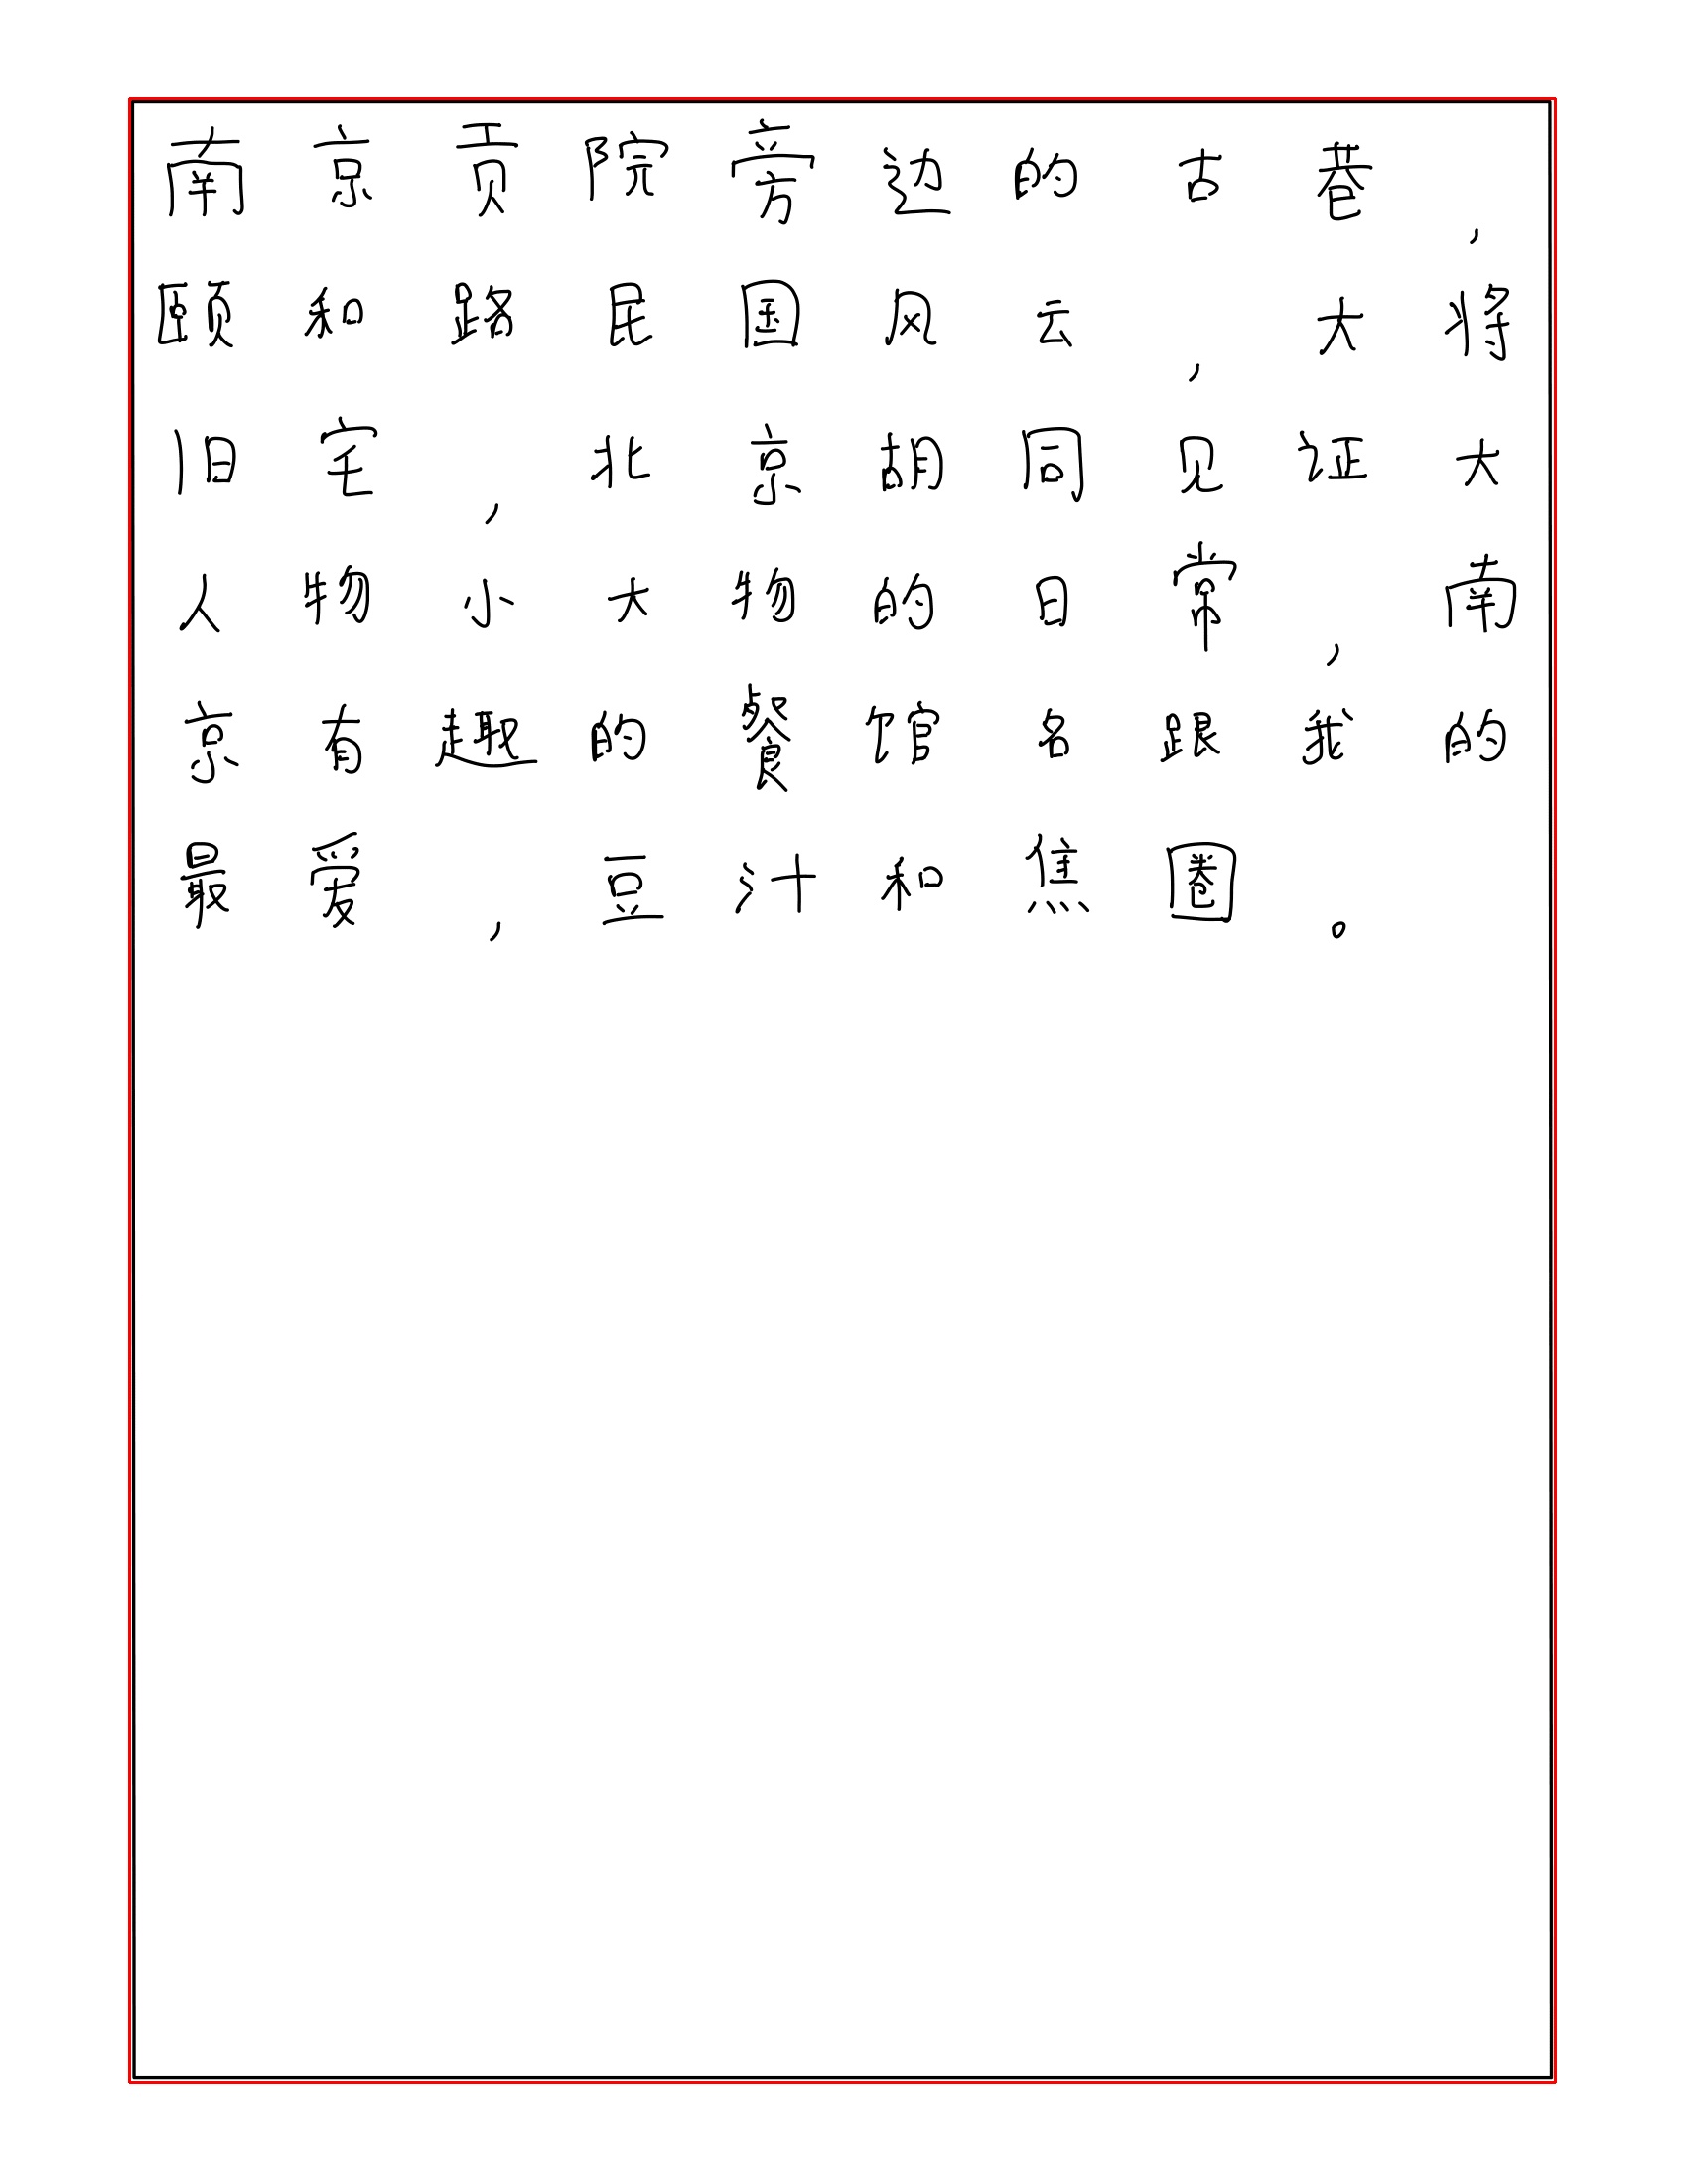 南京贡院旁边的古巷,
颐和路民国风云,大将
旧宅,北京胡同见证大
人物小大物的日常,南
京有趣的餐馆名跟我的
最爱,豆汁和焦圈。